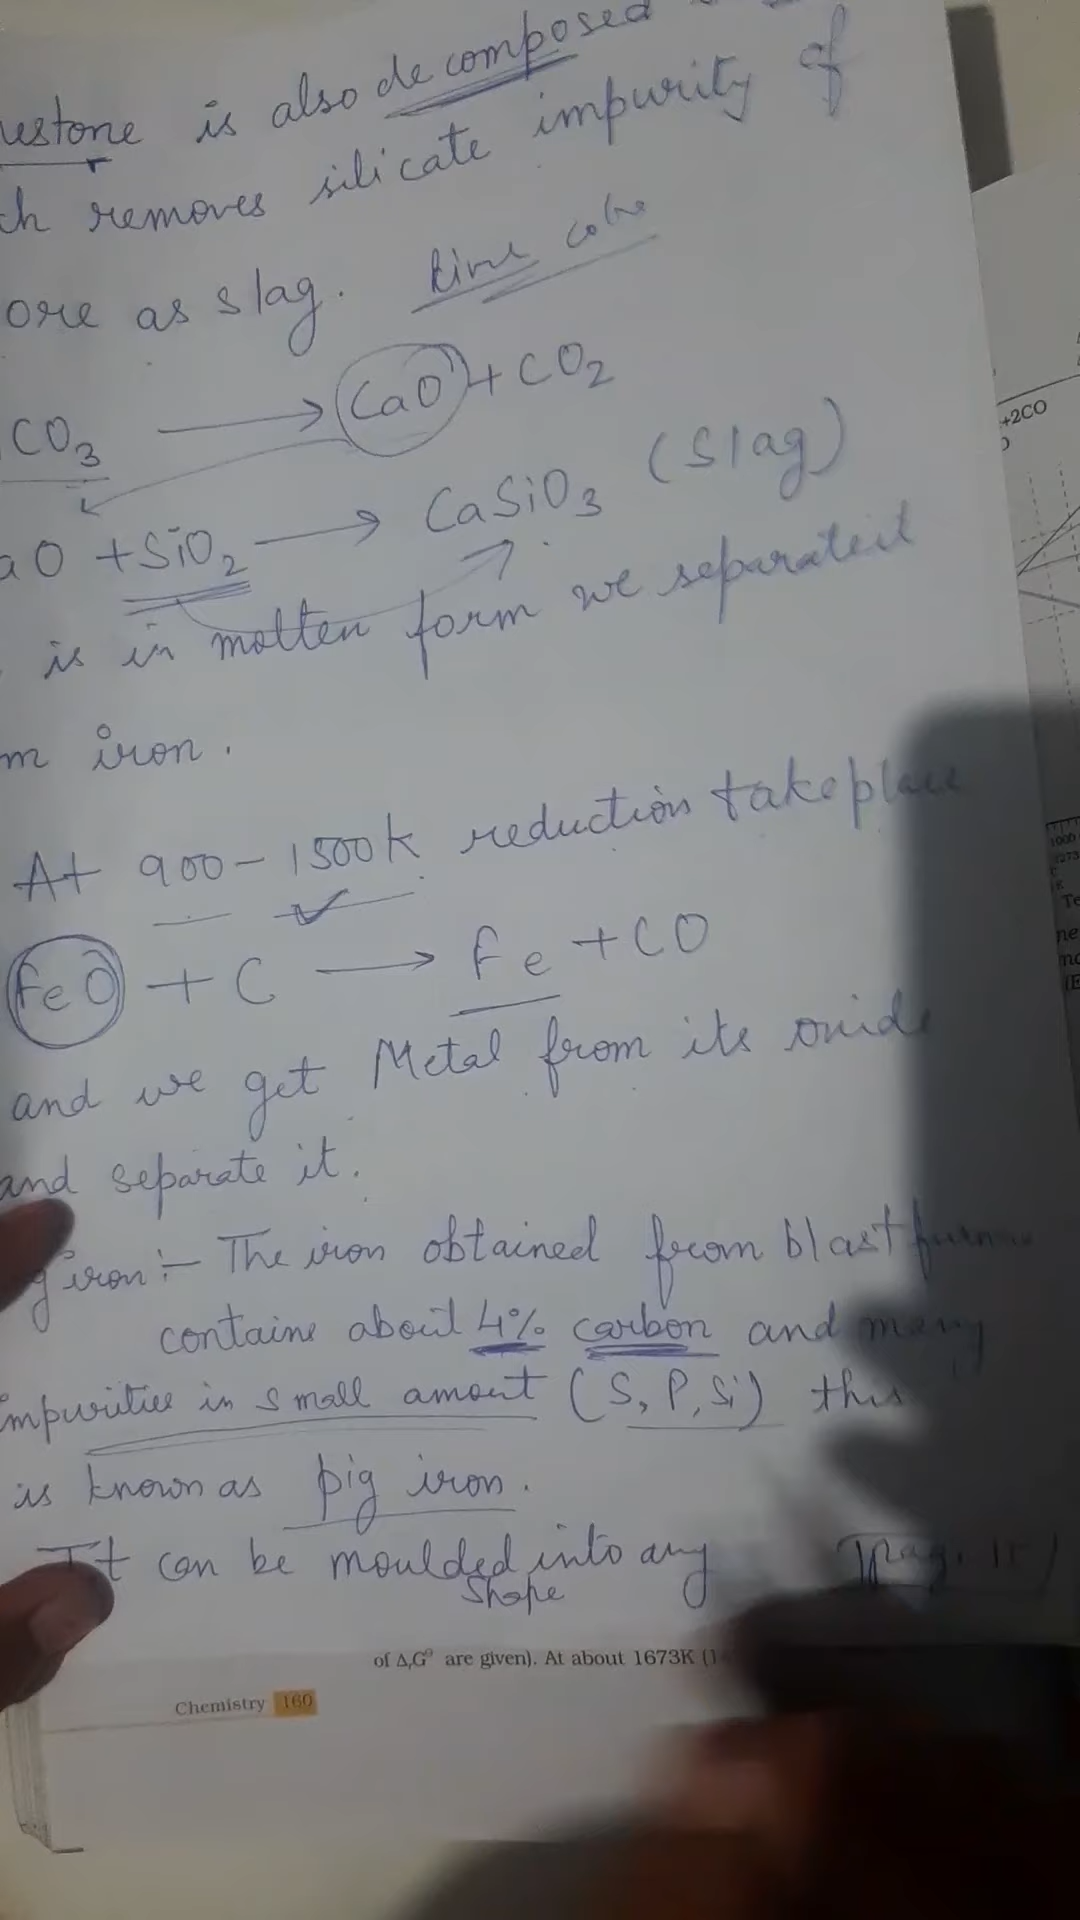 is also decomposed
removes silicate impurity of
ore as slag. lime
CO3 → CaO + CO2
aO + SiO2 → CaSiO3 (Slag)
is in molten form we separated
iron.
At 900-1500k reduction take place
FeO + C → Fe + CO
and we get Metal from its oxide
and separate it.
iron :- The iron obtained from blast
contains about 4% carbon and many
impurities in small amount (S, P, Si) this
is known as pig iron.
It can be moulded into any
Shape
+2CO
of ΔrG⊖ are given). At about 1673K
Chemistry 160